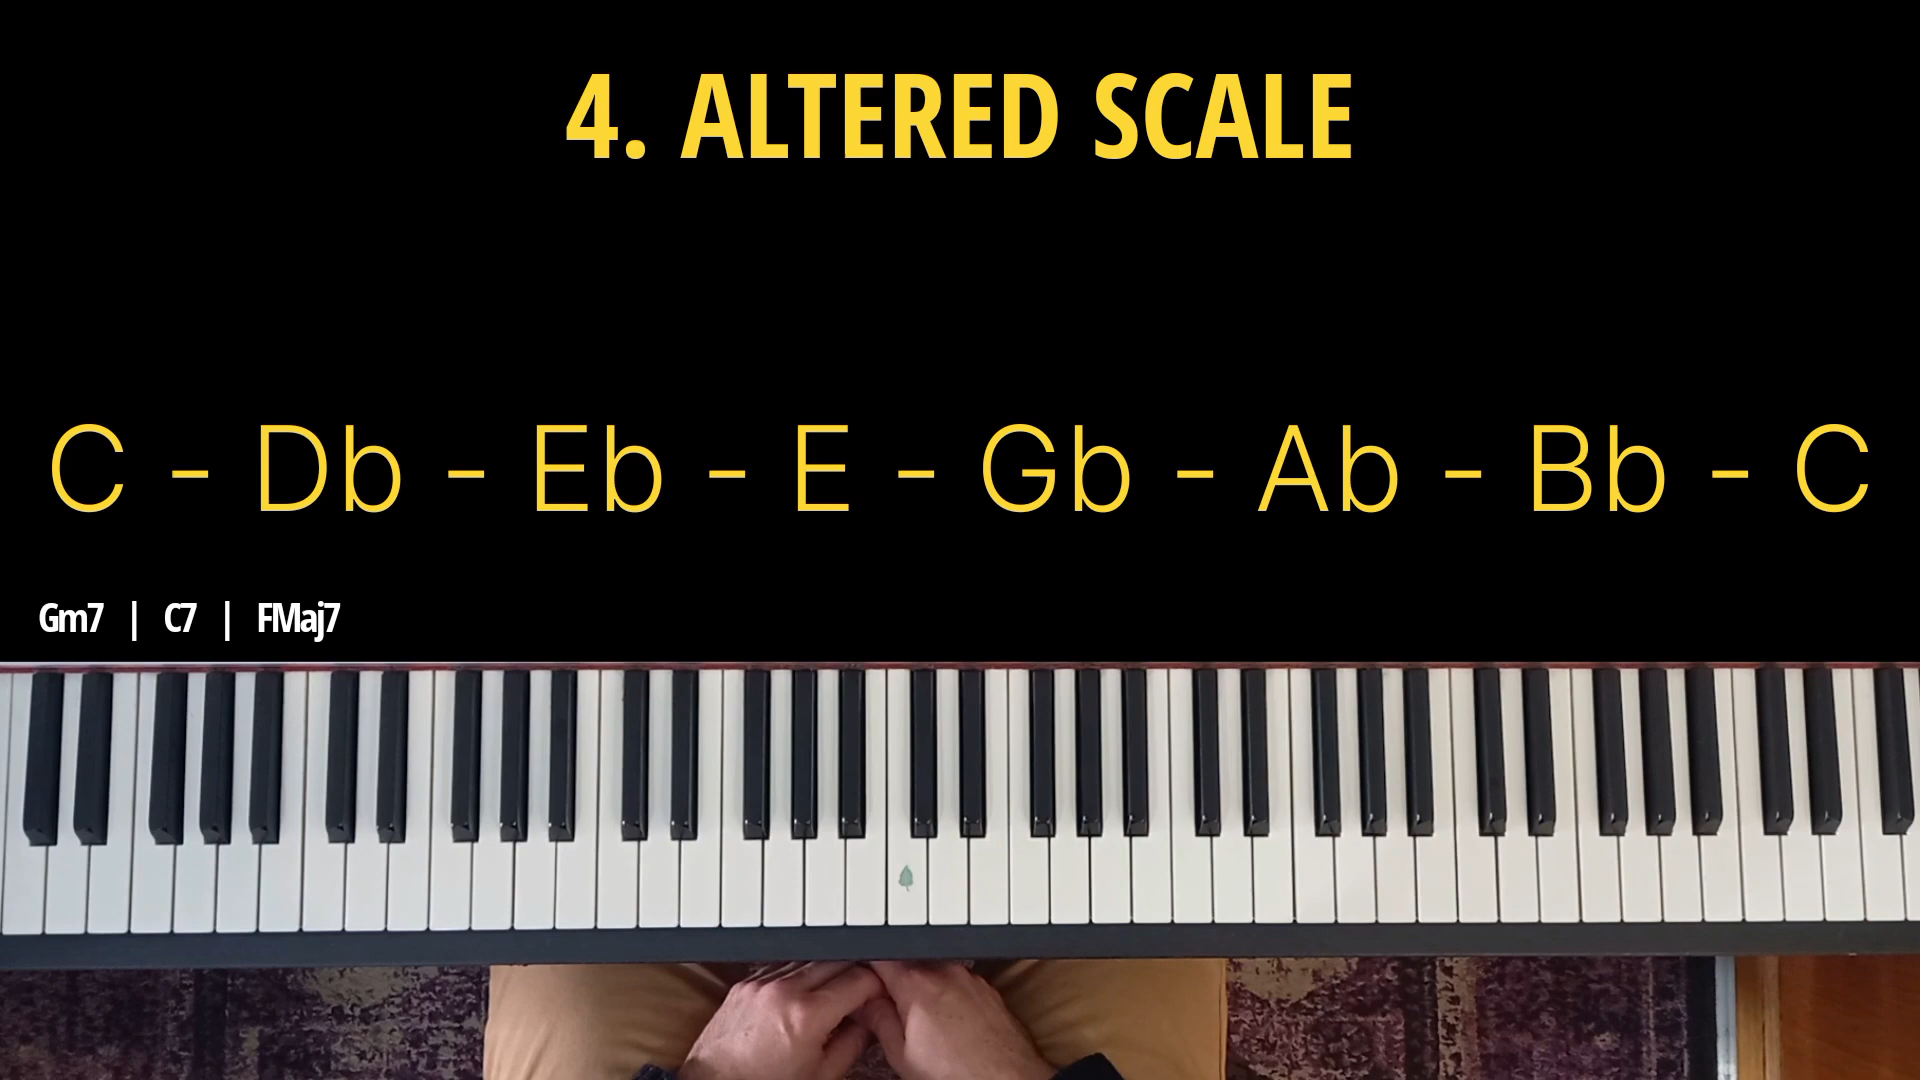 4. ALTERED SCALE
C - Db - Eb - E - Gb - Ab - Bb - C
Gm7 | C7 | FMaj7